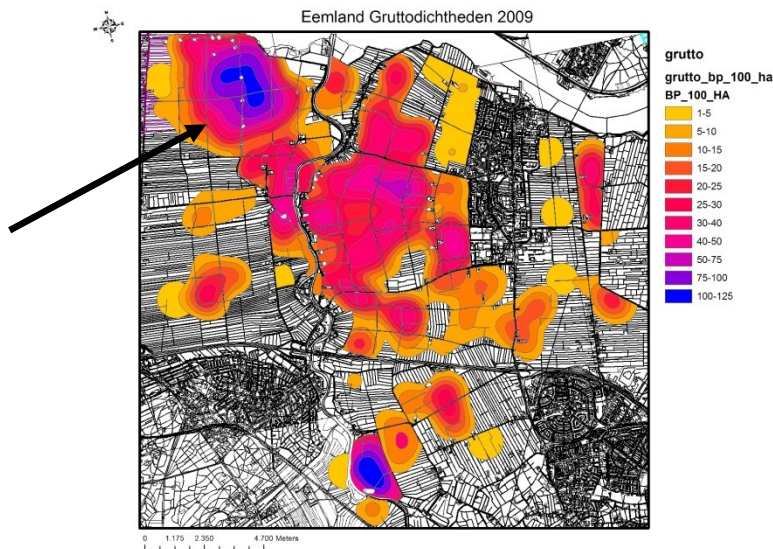 Eemland Gruttodichtheden 2009
grutto
grutto_bp_100_ha
BP_100_HA
1-5
5-10
10-15
15-20
20-25
25-30
30-40
40-50
50-75
75-100
100-125
0 1.175 2.350 4.700 Meters